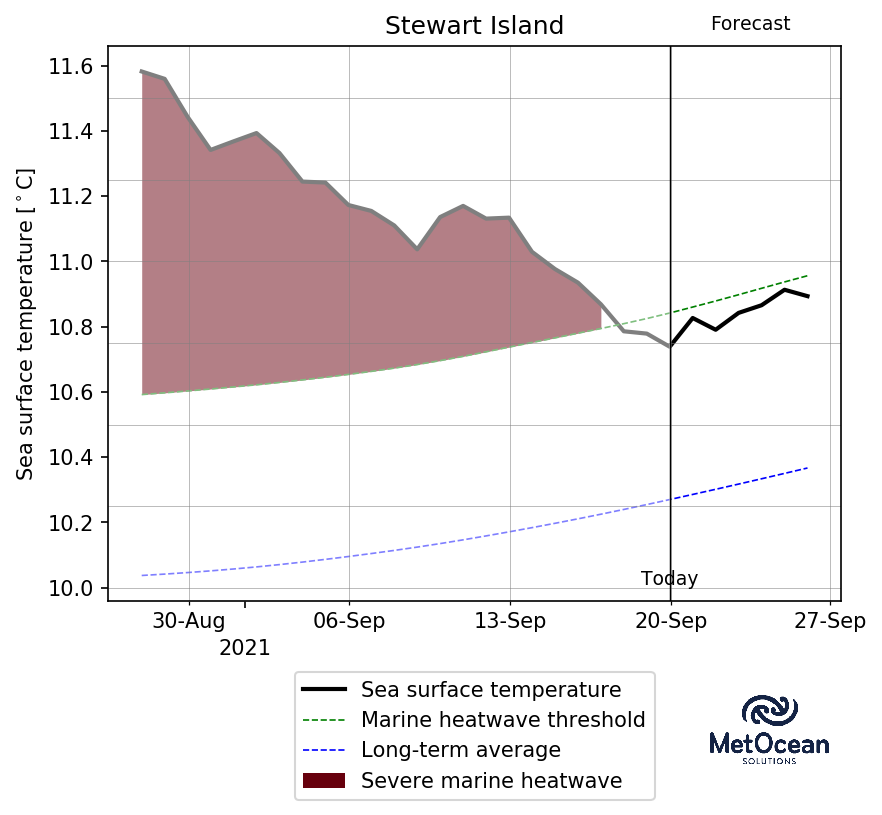 Stewart Island
Forecast
Sea surface temperature [°C]
11.6
11.4
11.2
11.0
10.8
10.6
10.4
10.2
10.0
Today
30-Aug 06-Sep 13-Sep 20-Sep 27-Sep
2021
Sea surface temperature
Marine heatwave threshold
Long-term average
Severe marine heatwave
MetOcean
SOLUTIONS